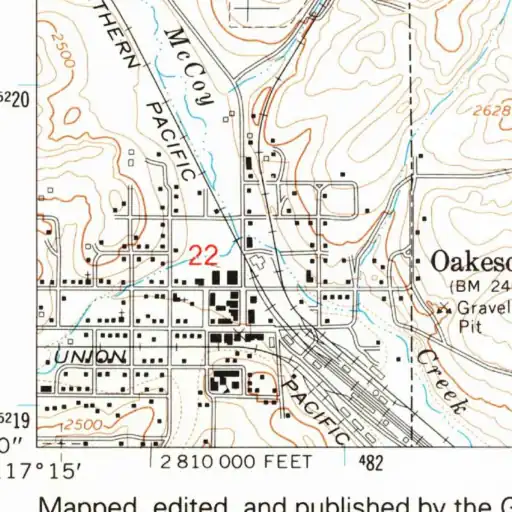 2500
THERN
McCoy
5220
PACIFIC
2628
22
Oakesd
(BM 24
Gravel
Pit
UNION
PACIFIC
Creek
5219
2500
0"
117°15'
2 810 000 FEET
482
Mapped, edited, and published by the G